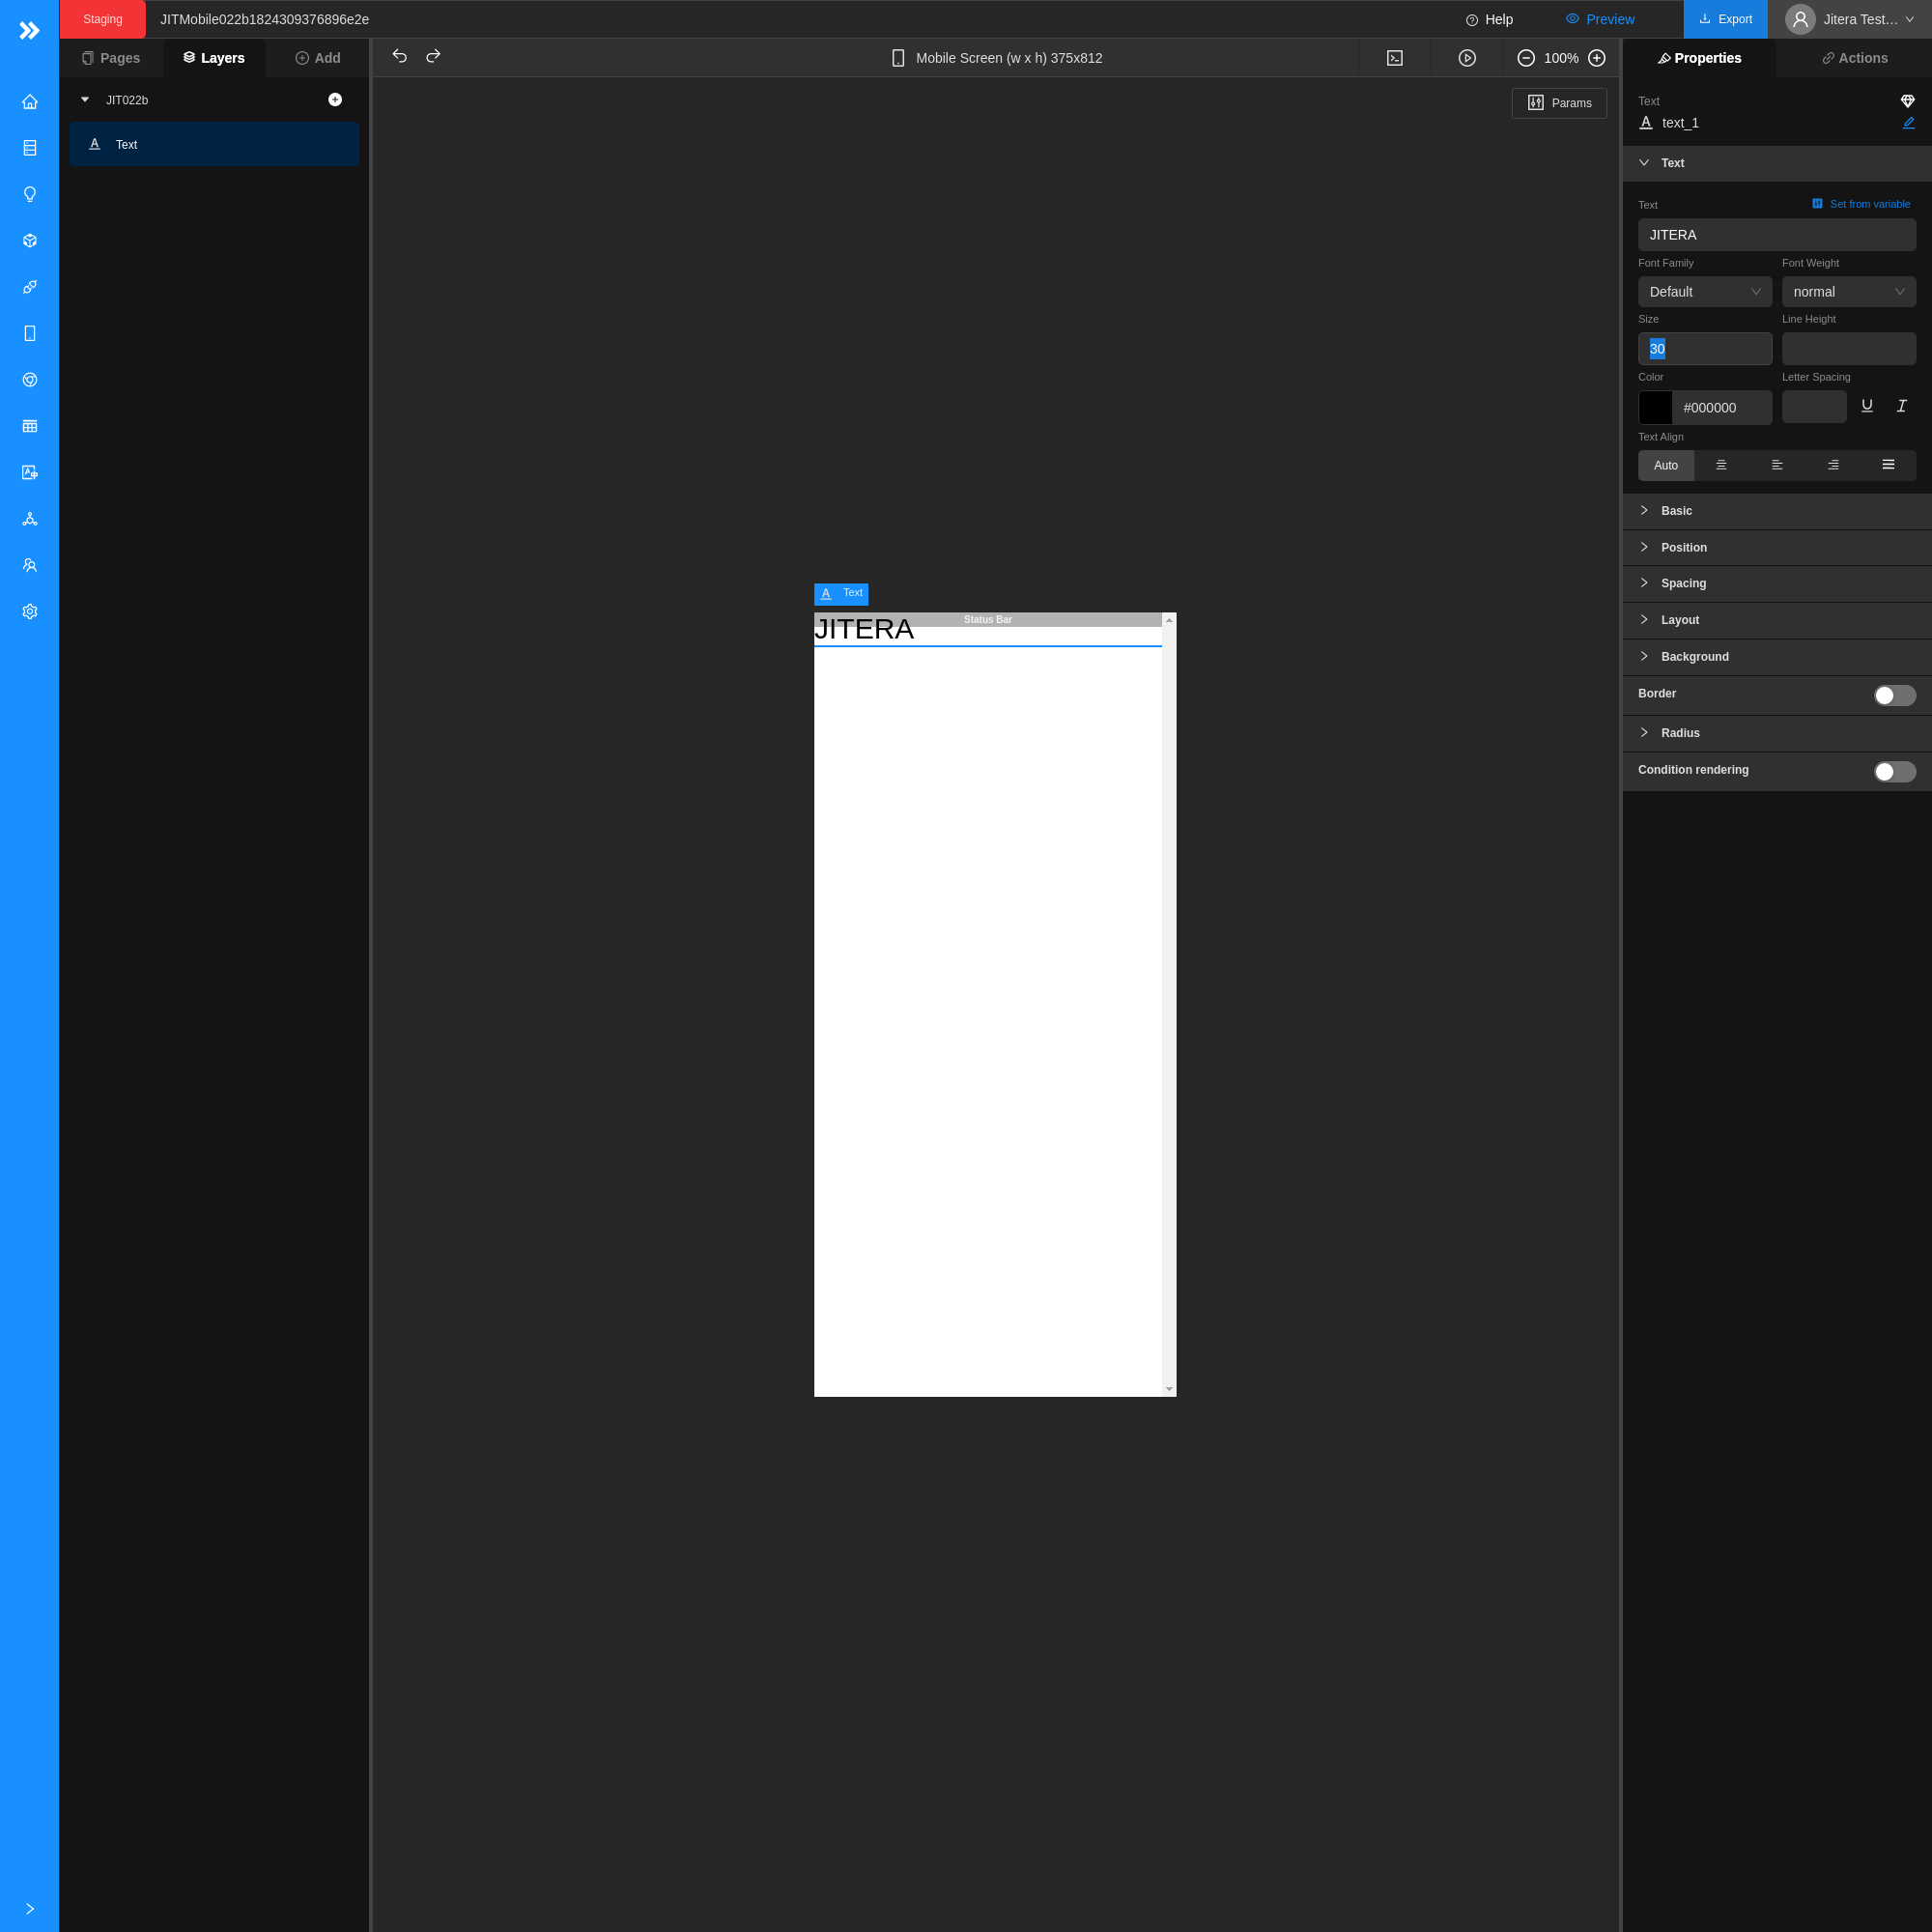 Staging
JITMobile022b1824309376896e2e
Help
Preview
Export
Jitera Test...
Pages
Layers
Add
Mobile Screen (w x h) 375x812
100%
Properties
Actions
JIT022b
Params
Text
text_1
Text
Text
Text
Set from variable
JITERA
Font Family
Font Weight
Default
normal
Size
Line Height
30
Color
Letter Spacing
#000000
Text Align
Auto
Basic
Position
Spacing
Layout
Background
Border
Radius
Condition rendering
Text
Status Bar
JITERA